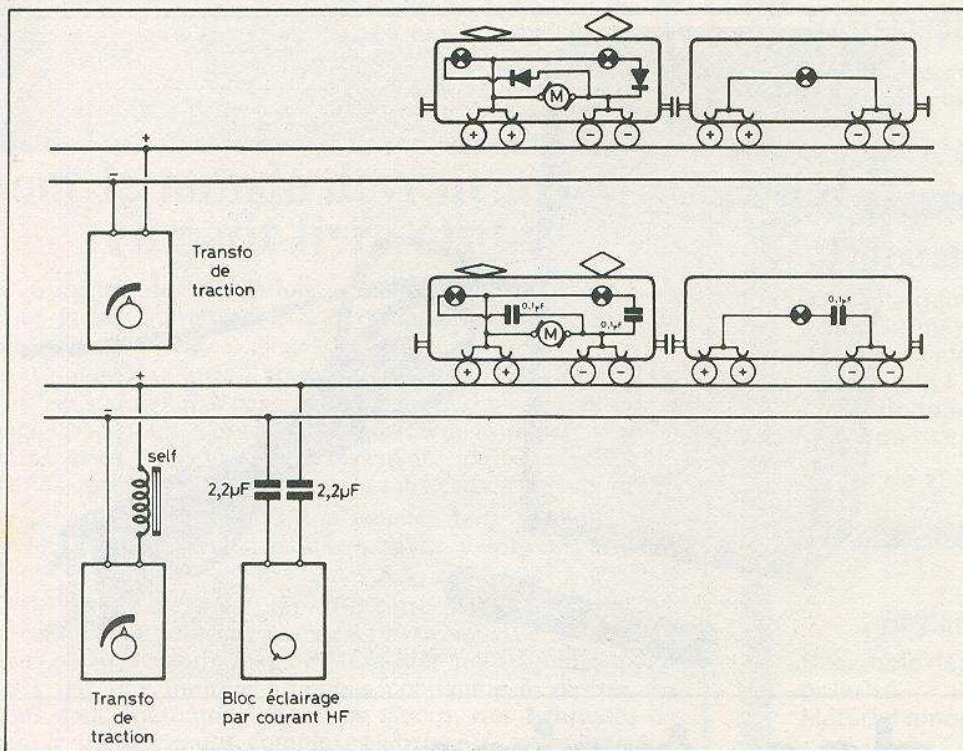 M
+ + - -
+ + - -
+
-
Transfo
de
traction
A
0,1µF
0,1µF
M
0,1µF
+ + - -
+ + - -
+
-
self
2,2µF 2,2µF
A
Transfo
de
traction
Bloc éclairage
par courant HF